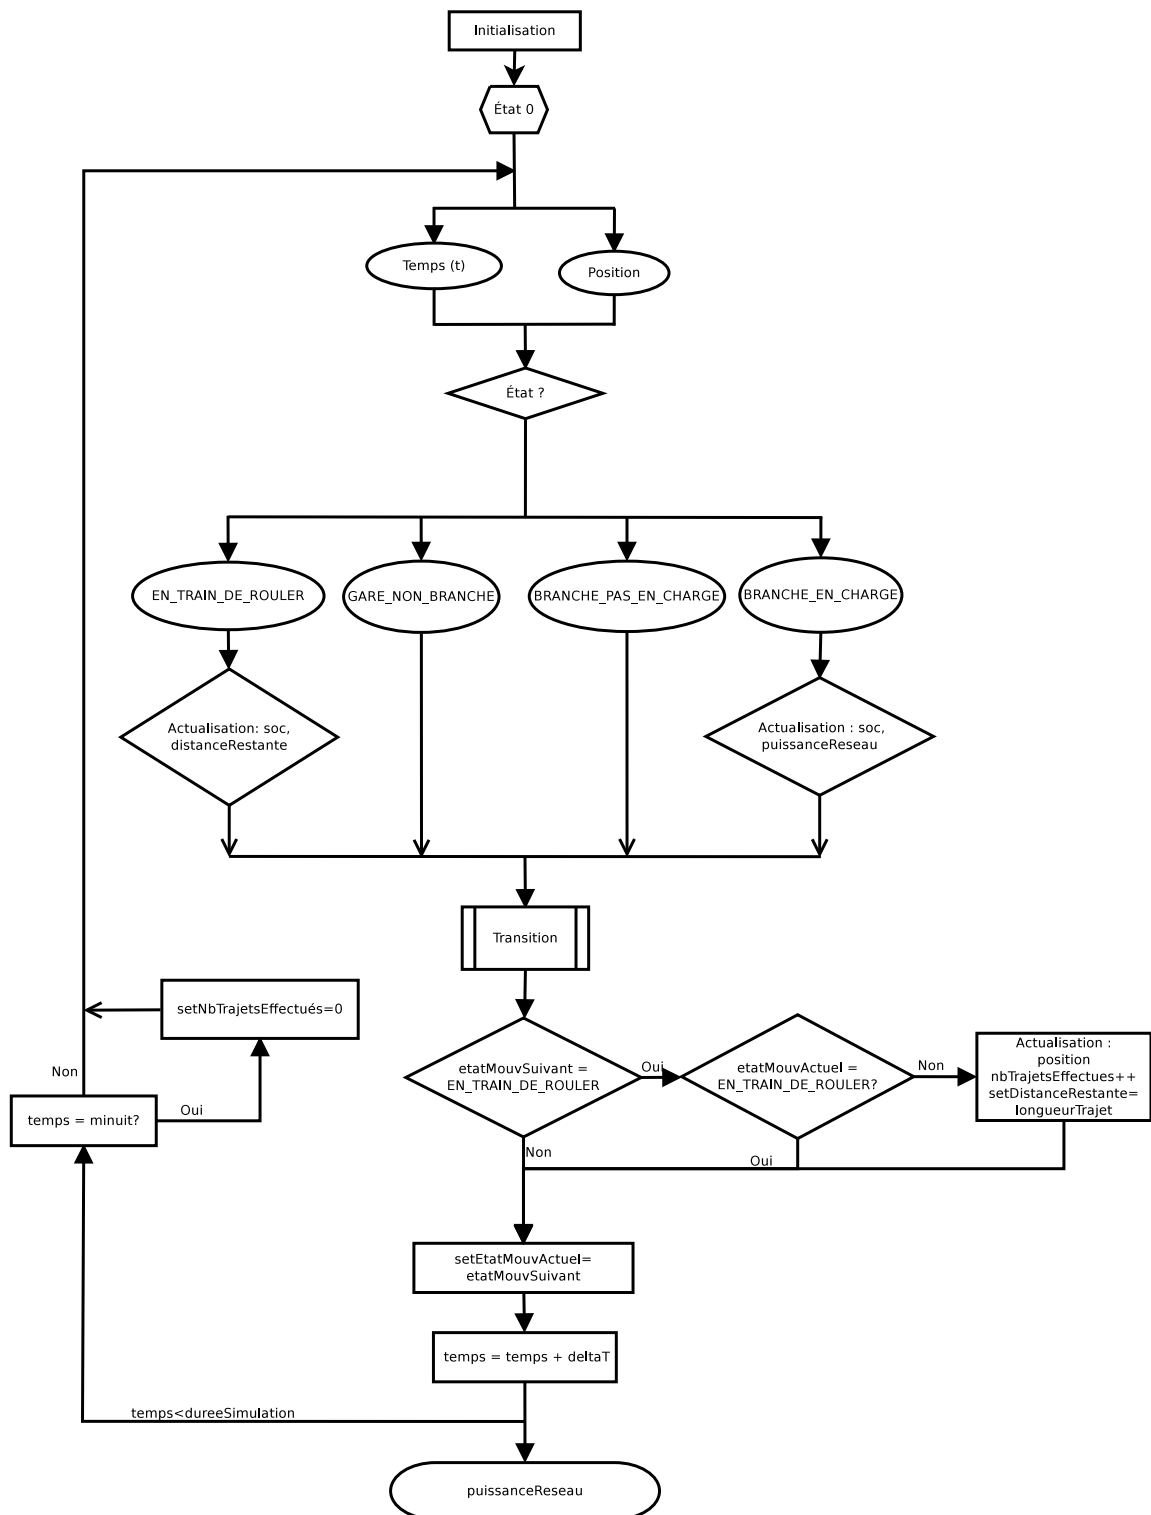 Initialisation
État 0
Temps (t)
Position
État ?
EN_TRAIN_DE_ROULER
GARE_NON_BRANCHE
BRANCHE_PAS_EN_CHARGE
BRANCHE_EN_CHARGE
Actualisation: soc,
distanceRestante
Actualisation : soc,
puissanceReseau
Transition
setNbTrajetsEffectués=0
etatMouvSuivant =
EN_TRAIN_DE_ROULER
Oui
etatMouvActuel =
EN_TRAIN_DE_ROULER?
Non
Actualisation :
position
nbTrajetsEffectues++
setDistanceRestante=
longueurTrajet
Non
temps = minuit?
Oui
Non
Oui
setEtatMouvActuel=
etatMouvSuivant
temps = temps + deltaT
temps<dureeSimulation
puissanceReseau